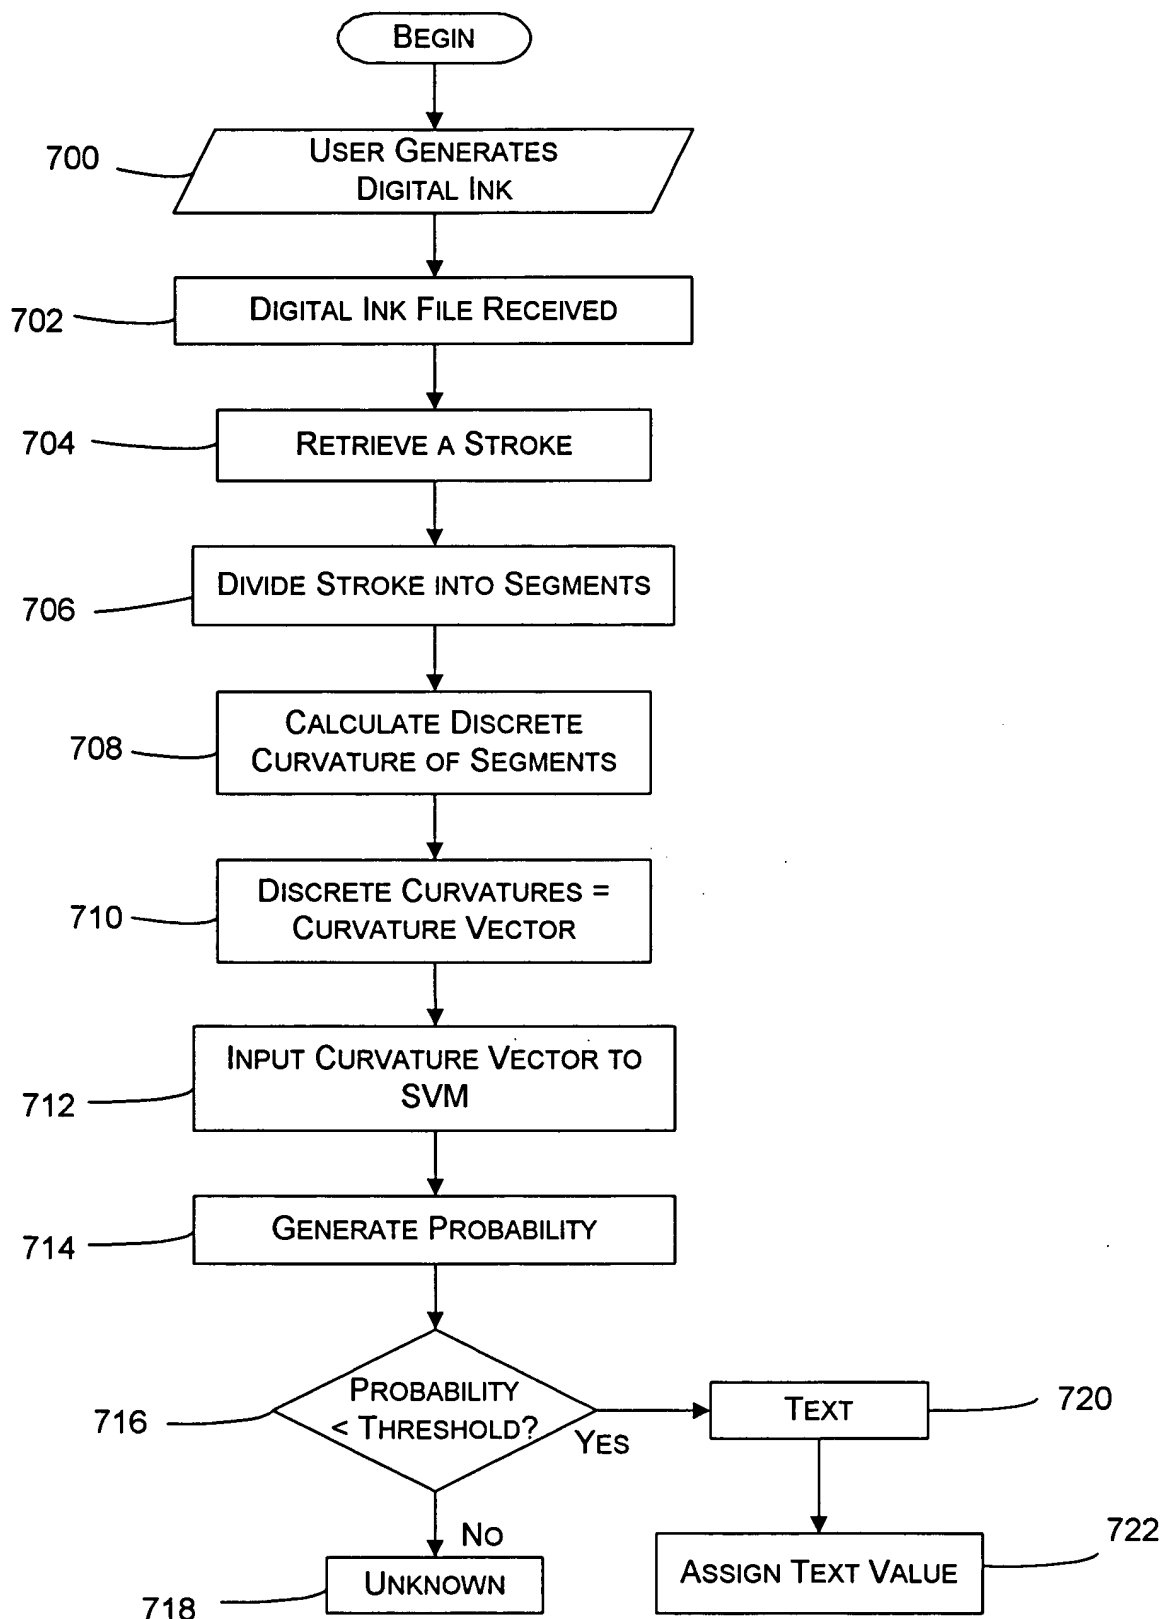 BEGIN
700
USER GENERATES
DIGITAL INK
702
DIGITAL INK FILE RECEIVED
704
RETRIEVE A STROKE
706
DIVIDE STROKE INTO SEGMENTS
708
CALCULATE DISCRETE
CURVATURE OF SEGMENTS
710
DISCRETE CURVATURES =
CURVATURE VECTOR
712
INPUT CURVATURE VECTOR TO
SVM
714
GENERATE PROBABILITY
716
PROBABILITY
< THRESHOLD?
YES
TEXT
720
NO
UNKNOWN
718
ASSIGN TEXT VALUE
722